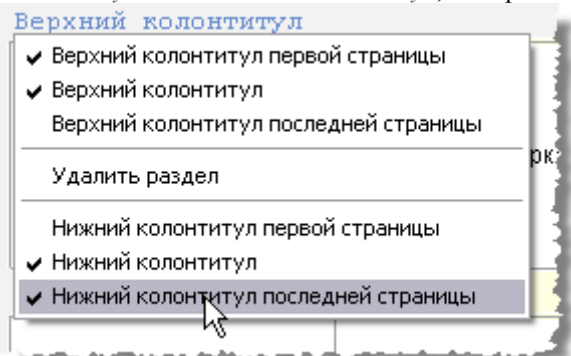 Верхний колонтитул
Верхний колонтитул первой страницы
Верхний колонтитул
Верхний колонтитул последней страницы
Удалить раздел
Нижний колонтитул первой страницы
Нижний колонтитул
Нижний колонтитул последней страницы